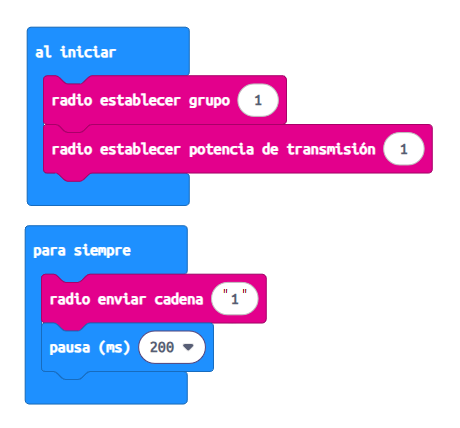 al iniciar
radio establecer grupo 1
radio establecer potencia de transmisión 1
para siempre
radio enviar cadena "1"
pausa (ms) 200